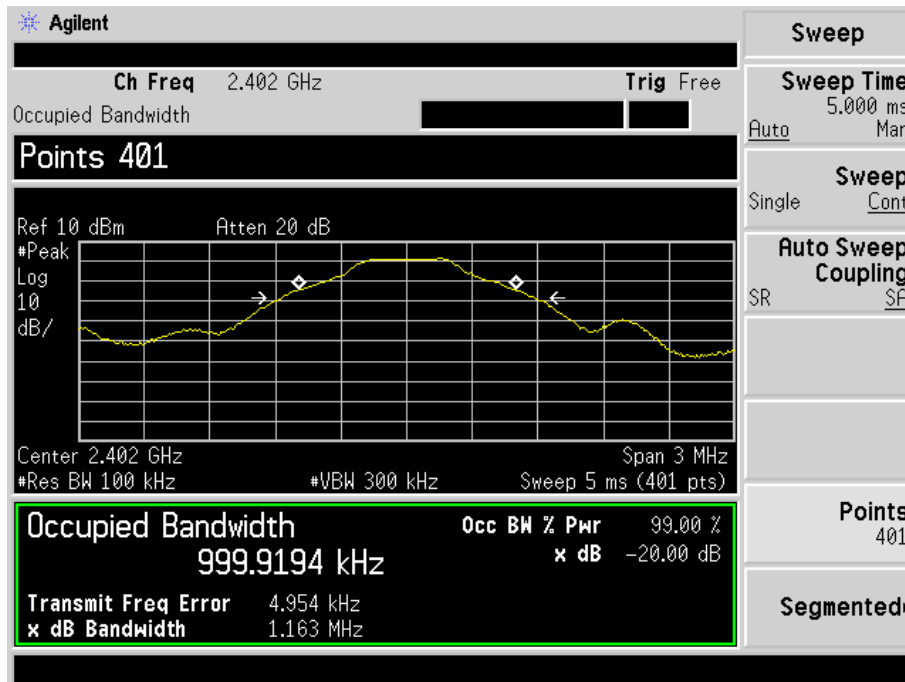 Agilent
Sweep
Ch Freq 2.402 GHz Trig Free
Occupied Bandwidth
Sweep Time
5.000 ms
Auto Man
Points 401
Sweep
Single Cont
Ref 10 dBm Atten 20 dB
#Peak
Log
10
dB/
Auto Sweep
Coupling
SR SA
Center 2.402 GHz Span 3 MHz
#Res BW 100 kHz #VBW 300 kHz Sweep 5 ms (401 pts)
Points
401
Occupied Bandwidth
999.9194 kHz
Occ BW % Pwr 99.00 %
x dB -20.00 dB
Transmit Freq Error 4.954 kHz
x dB Bandwidth 1.163 MHz
Segmented